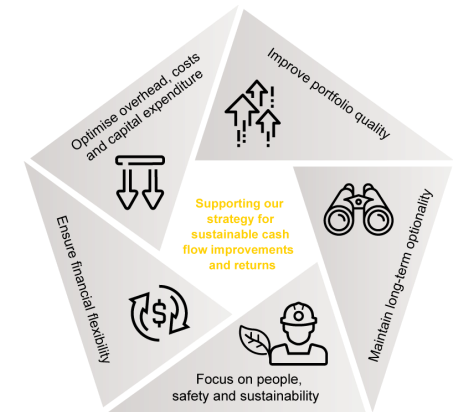 Optimise overhead, costs
and capital expenditure
Improve portfolio quality
Supporting our
strategy for
sustainable cash
flow improvements
and returns
Maintain long-term optionality
Ensure financial flexibility
$
Focus on people,
safety and sustainability